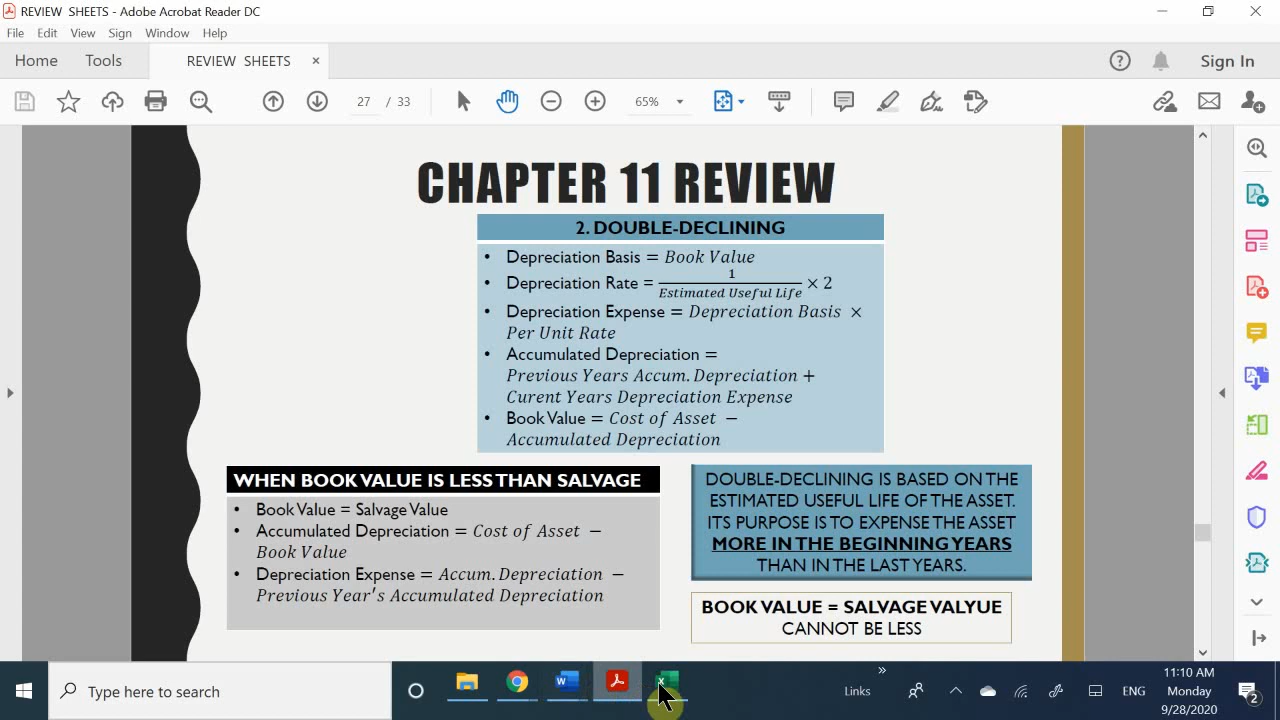 REVIEW SHEETS - Adobe Acrobat Reader DC
File Edit View Sign Window Help
Home Tools REVIEW SHEETS × Sign In
27 / 33 65%
CHAPTER 11 REVIEW
2. DOUBLE-DECLINING
• Depreciation Basis = Book Value
• Depreciation Rate = 1 / Estimated Useful Life × 2
• Depreciation Expense = Depreciation Basis ×
Per Unit Rate
• Accumulated Depreciation =
Previous Years Accum. Depreciation +
Curent Years Depreciation Expense
• Book Value = Cost of Asset −
Accumulated Depreciation
WHEN BOOK VALUE IS LESS THAN SALVAGE
• Book Value = Salvage Value
• Accumulated Depreciation = Cost of Asset −
Book Value
• Depreciation Expense = Accum. Depreciation −
Previous Year's Accumulated Depreciation
DOUBLE-DECLINING IS BASED ON THE
ESTIMATED USEFUL LIFE OF THE ASSET.
ITS PURPOSE IS TO EXPENSE THE ASSET
MORE IN THE BEGINNING YEARS
THAN IN THE LAST YEARS.
BOOK VALUE = SALVAGE VALYUE
CANNOT BE LESS
Type here to search
Links
ENG
11:10 AM
Monday
9/28/2020
2